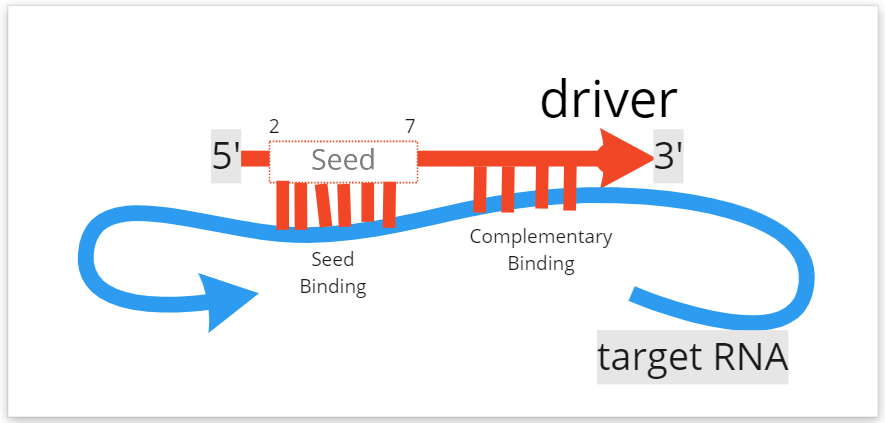 driver
2
7
5'
Seed
3'
Complementary
Binding
Seed
Binding
target RNA